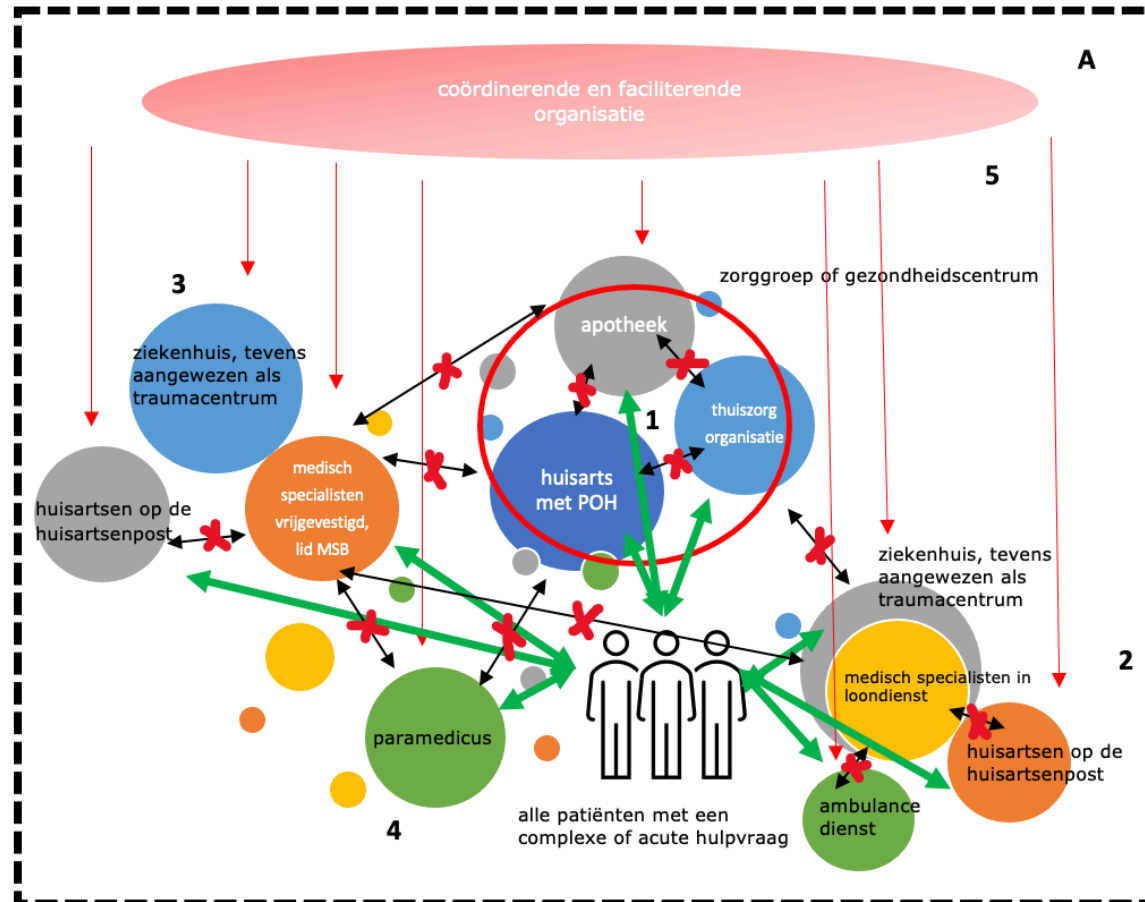 coördinerende en faciliterende
organisatie
A
5
3
zorggroep of gezondheidscentrum
apotheek
ziekenhuis, tevens
aangewezen als
traumacentrum
1
thuiszorg
organisatie
huisarts
met POH
medisch
specialisten
vrijgevestigd,
lid MSB
huisartsen op de
huisartsenpost
ziekenhuis, tevens
aangewezen als
traumacentrum
2
medisch specialisten in
loondienst
paramedicus
huisartsen op de
huisartsenpost
4
alle patiënten met een
complexe of acute hulpvraag
ambulance
dienst